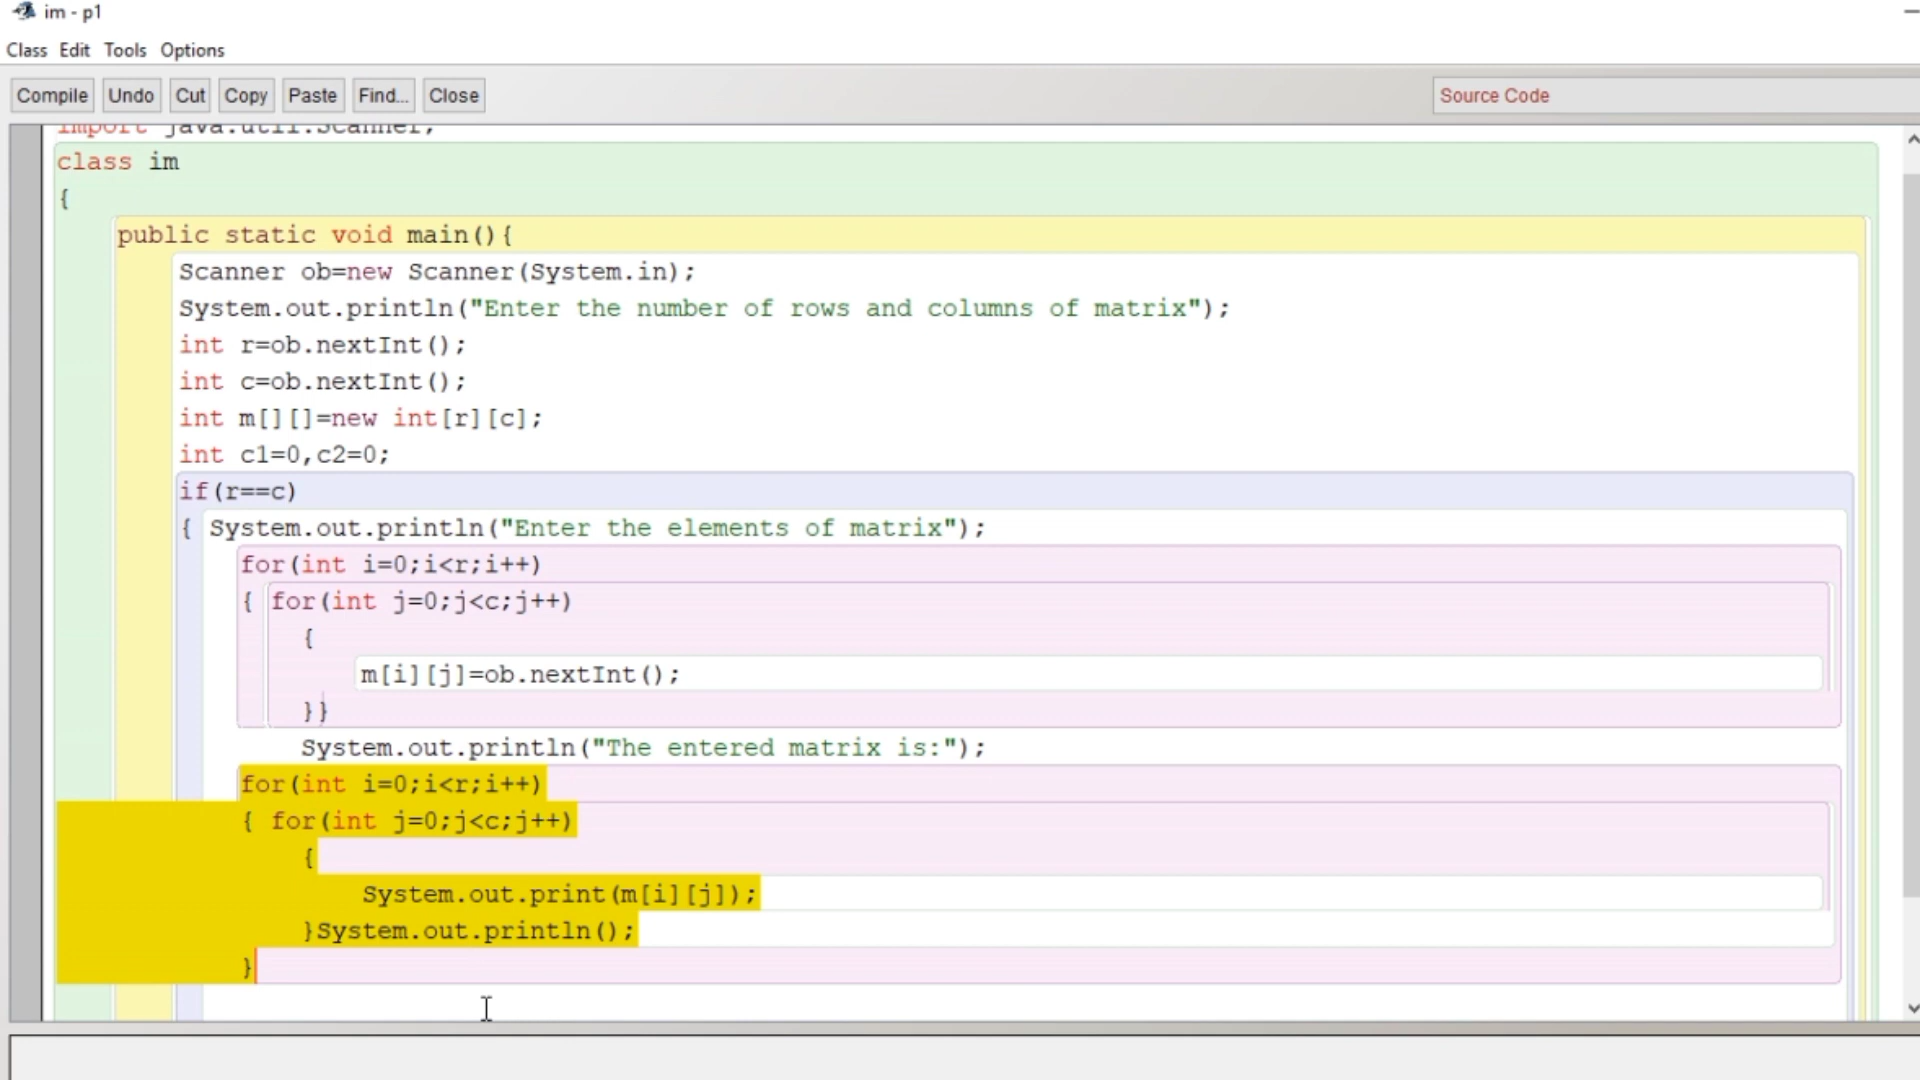 im - p1
Class Edit Tools Options
Compile Undo Cut Copy Paste Find... Close Source Code
import java.util.Scanner;
class im
{
public static void main(){
Scanner ob=new Scanner(System.in);
System.out.println("Enter the number of rows and columns of matrix");
int r=ob.nextInt();
int c=ob.nextInt();
int m[][]=new int[r][c];
int c1=0,c2=0;
if(r==c)
{ System.out.println("Enter the elements of matrix");
for(int i=0;i<r;i++)
{ for(int j=0;j<c;j++)
{
m[i][j]=ob.nextInt();
}}
System.out.println("The entered matrix is:");
for(int i=0;i<r;i++)
{ for(int j=0;j<c;j++)
{
System.out.print(m[i][j]);
}System.out.println();
}